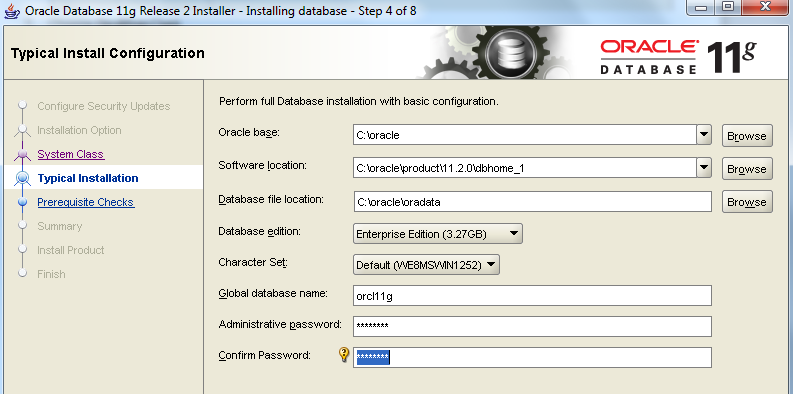 Oracle Database 11g Release 2 Installer - Installing database - Step 4 of 8
Typical Install Configuration
ORACLE DATABASE 11g
Configure Security Updates
Installation Option
System Class
Typical Installation
Prerequisite Checks
Summary
Install Product
Finish
Perform full Database installation with basic configuration.
Oracle base: C:\oracle Browse
Software location: C:\oracle\product\11.2.0\dbhome_1 Browse
Database file location: C:\oracle\oradata Browse
Database edition: Enterprise Edition (3.27GB)
Character Set: Default (WE8MSWIN1252)
Global database name: orcl11g
Administrative password: ********
Confirm Password: ********